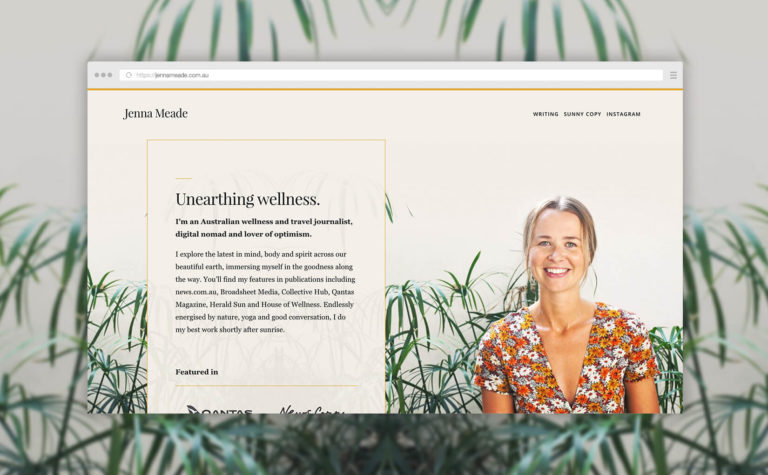 https://jennameade.com.au
Jenna Meade
WRITING SUNNY COPY INSTAGRAM
Unearthing wellness.
I'm an Australian wellness and travel journalist,
digital nomad and lover of optimism.
I explore the latest in mind, body and spirit across our
beautiful earth, immersing myself in the goodness along
the way. You'll find my features in publications including
news.com.au, Broadsheet Media, Collective Hub, Qantas
Magazine, Herald Sun and House of Wellness. Endlessly
energised by nature, yoga and good conversation, I do
my best work shortly after sunrise.
Featured in
QANTAS News Corp